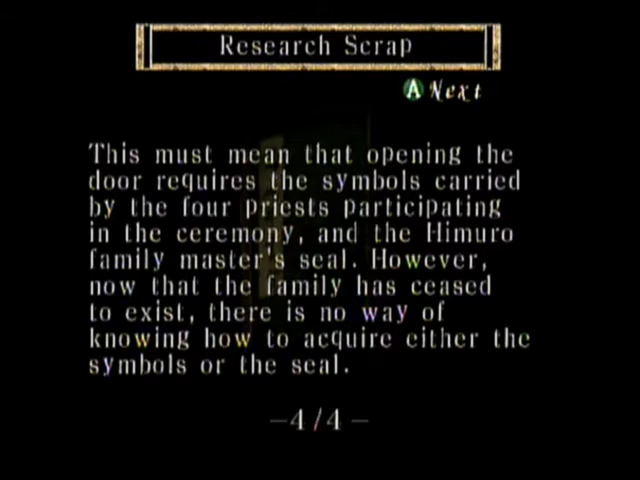 Research Scrap
A Next
This must mean that opening the
door requires the symbols carried
by the four priests participating
in the ceremony, and the Himuro
family master's seal. However,
now that the family has ceased
to exist, there is no way of
knowing how to acquire either the
symbols or the seal.
—4/4—